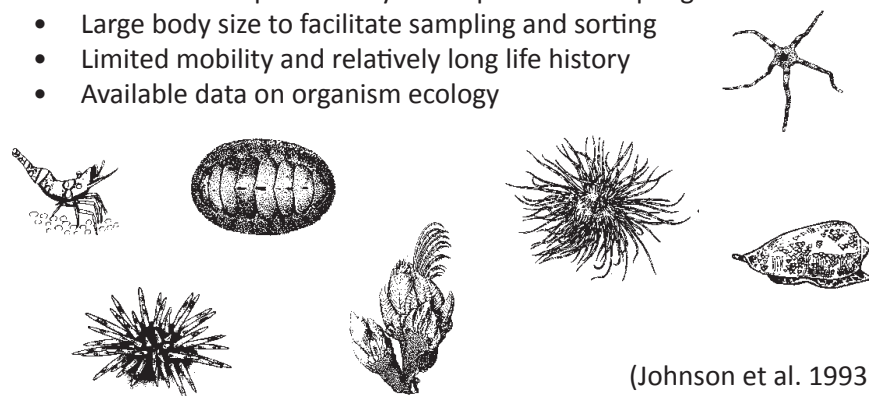 • Large body size to facilitate sampling and sorting
• Limited mobility and relatively long life history
• Available data on organism ecology
(Johnson et al. 1993